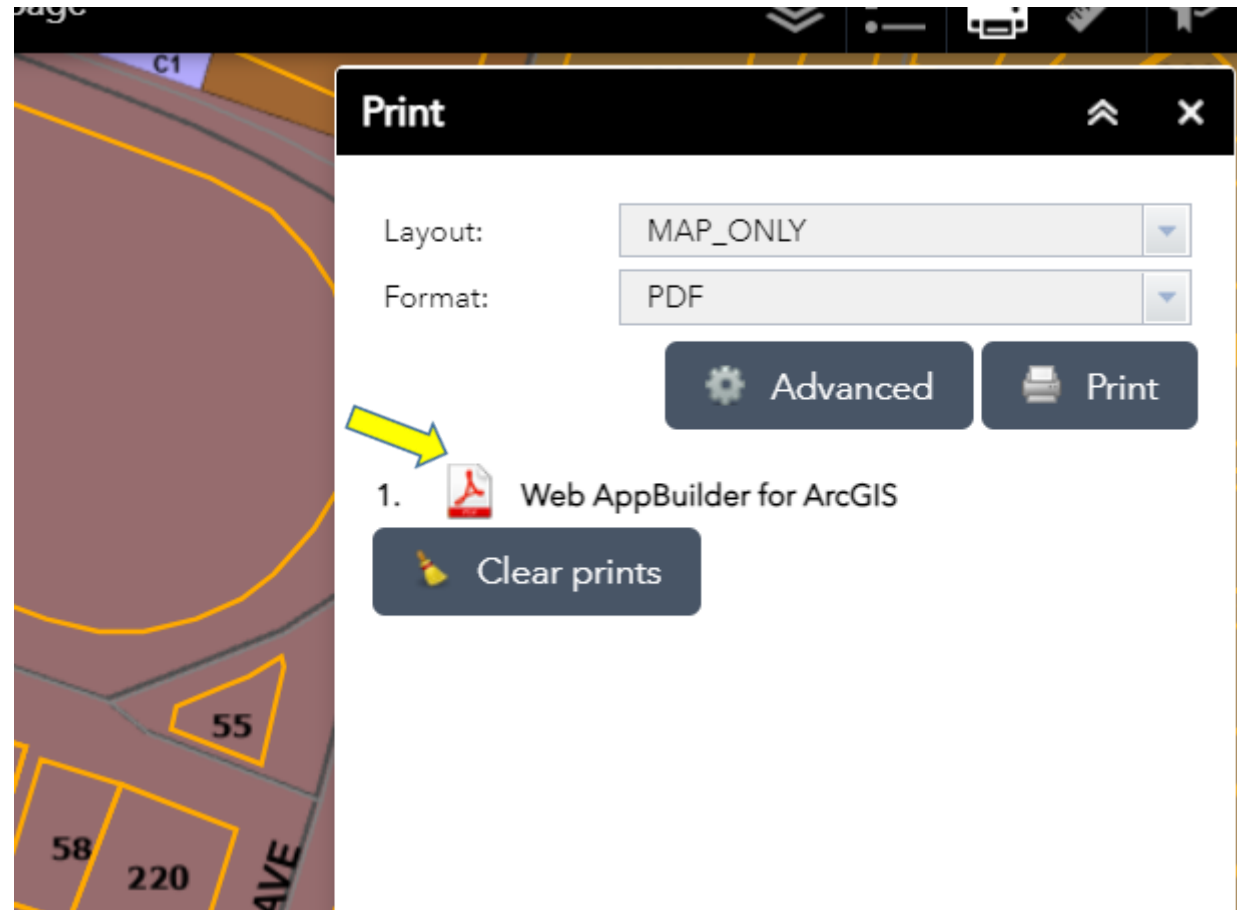 C1
Print
Layout: MAP_ONLY
Format: PDF
Advanced Print
1. Web AppBuilder for ArcGIS
Clear prints
55
58
220
AVE